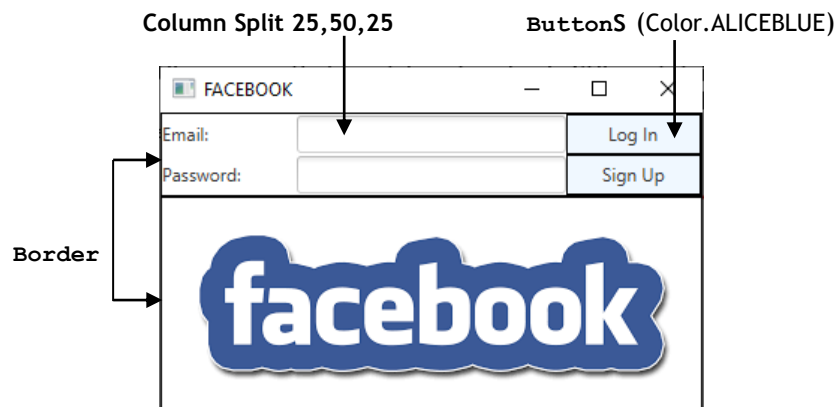 Column Split 25,50,25
ButtonS (Color.ALICEBLUE)
FACEBOOK
Email:
Log In
Password:
Sign Up
Border
facebook